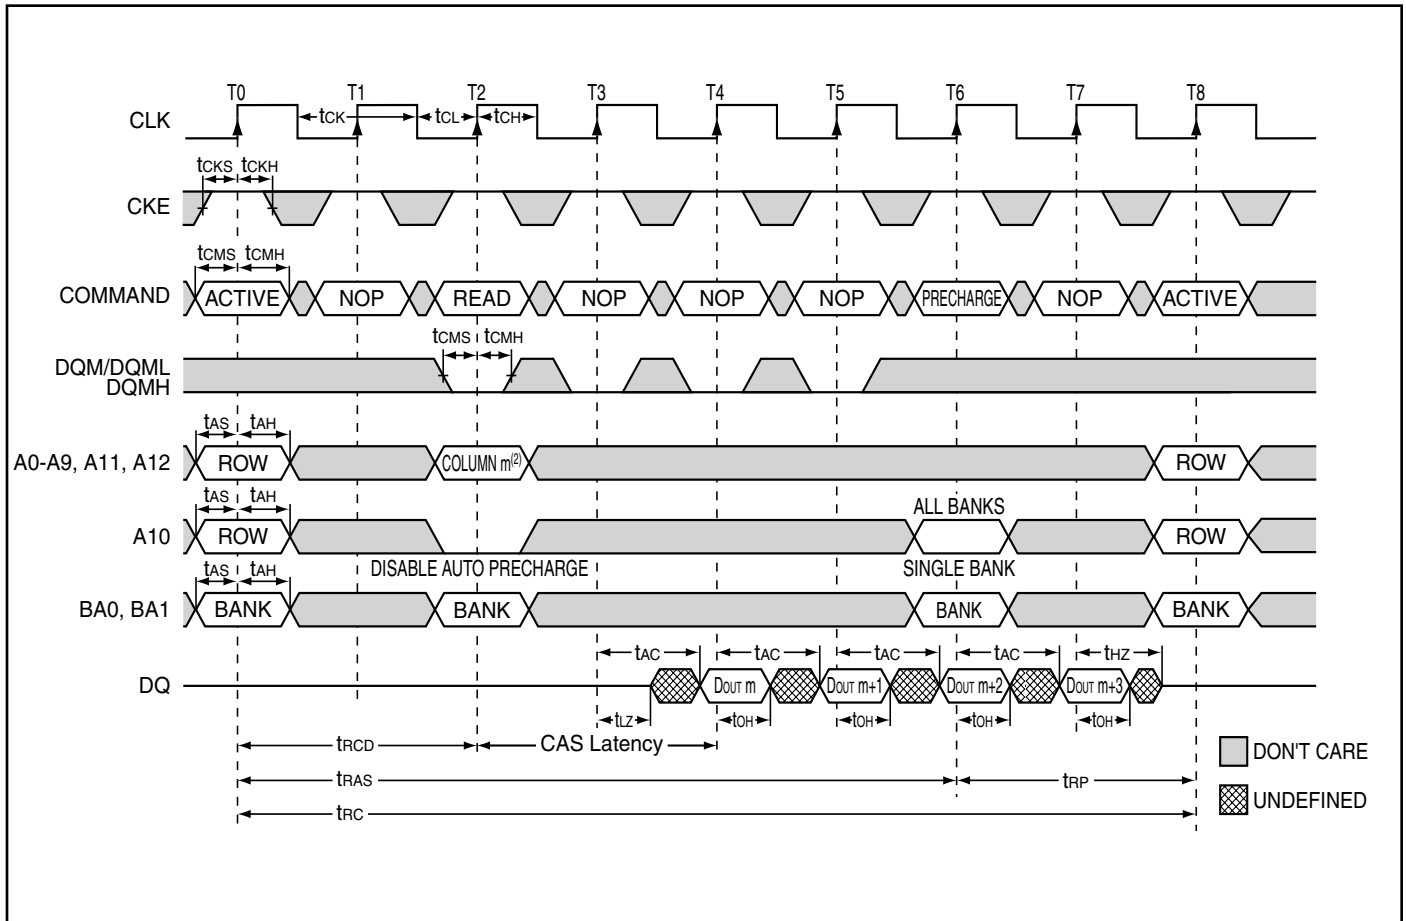 T0 T1 T2 T3 T4 T5 T6 T7 T8
CLK tCK tCL tCH
tCKS tCKH
CKE
tCMS tCMH
COMMAND ACTIVE NOP READ NOP NOP NOP PRECHARGE NOP ACTIVE
tCMS tCMH
DQM/DQML
DQMH
tAS tAH
A0-A9, A11, A12 ROW COLUMN m(2) ROW
tAS tAH ALL BANKS
A10 ROW ROW
tAS tAH DISABLE AUTO PRECHARGE SINGLE BANK
BA0, BA1 BANK BANK BANK BANK
tAC tAC tAC tAC tHZ
DQ DOUT m DOUT m+1 DOUT m+2 DOUT m+3
tLZ tOH tOH tOH tOH
tRCD CAS Latency
DON'T CARE
tRAS tRP
UNDEFINED
tRC